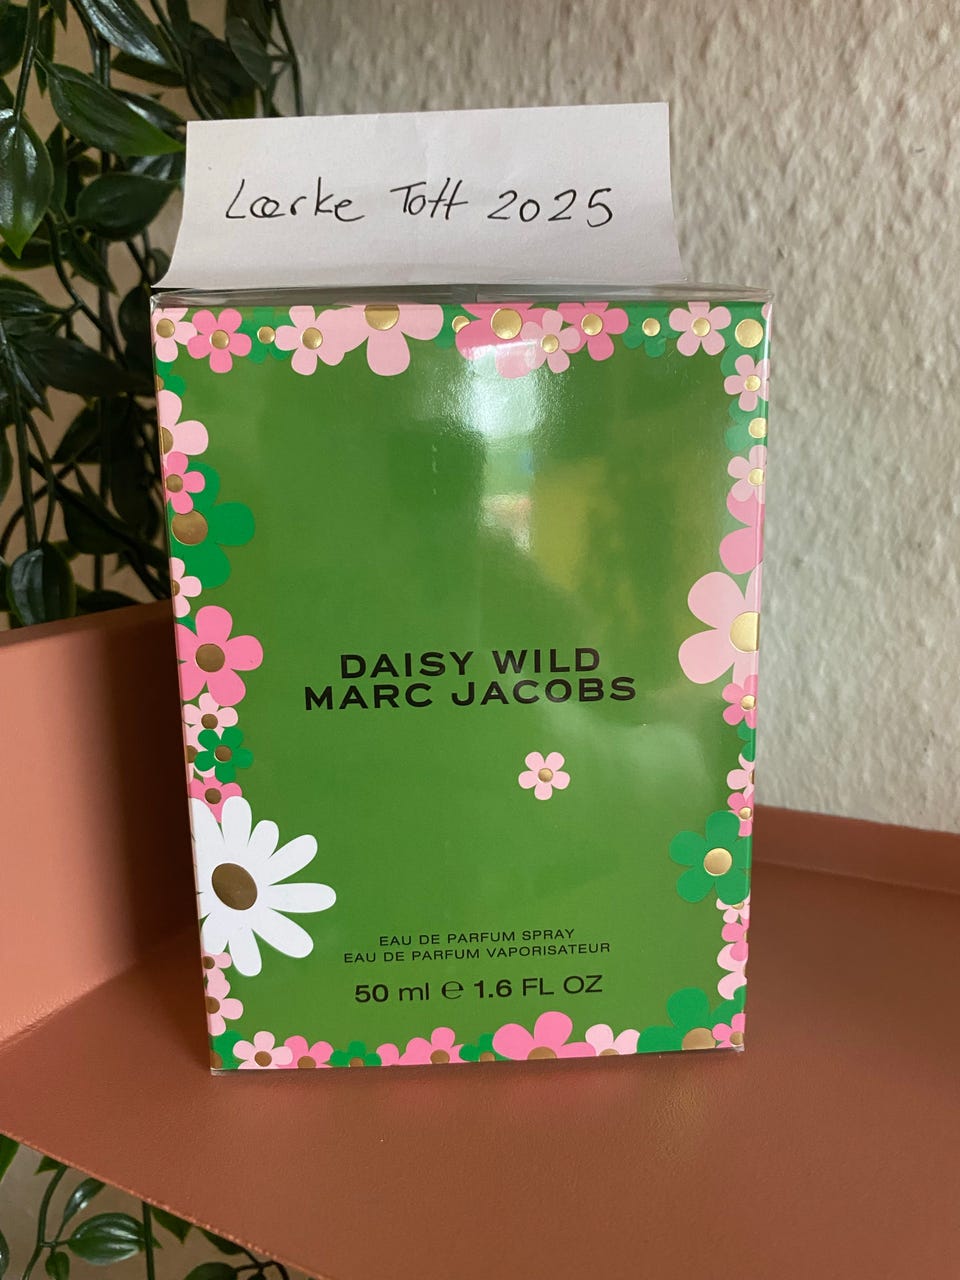 Lærke Toft 2025
DAISY WILD
MARC JACOBS
EAU DE PARFUM SPRAY
EAU DE PARFUM VAPORISATEUR
50 ml ℮ 1.6 FL OZ